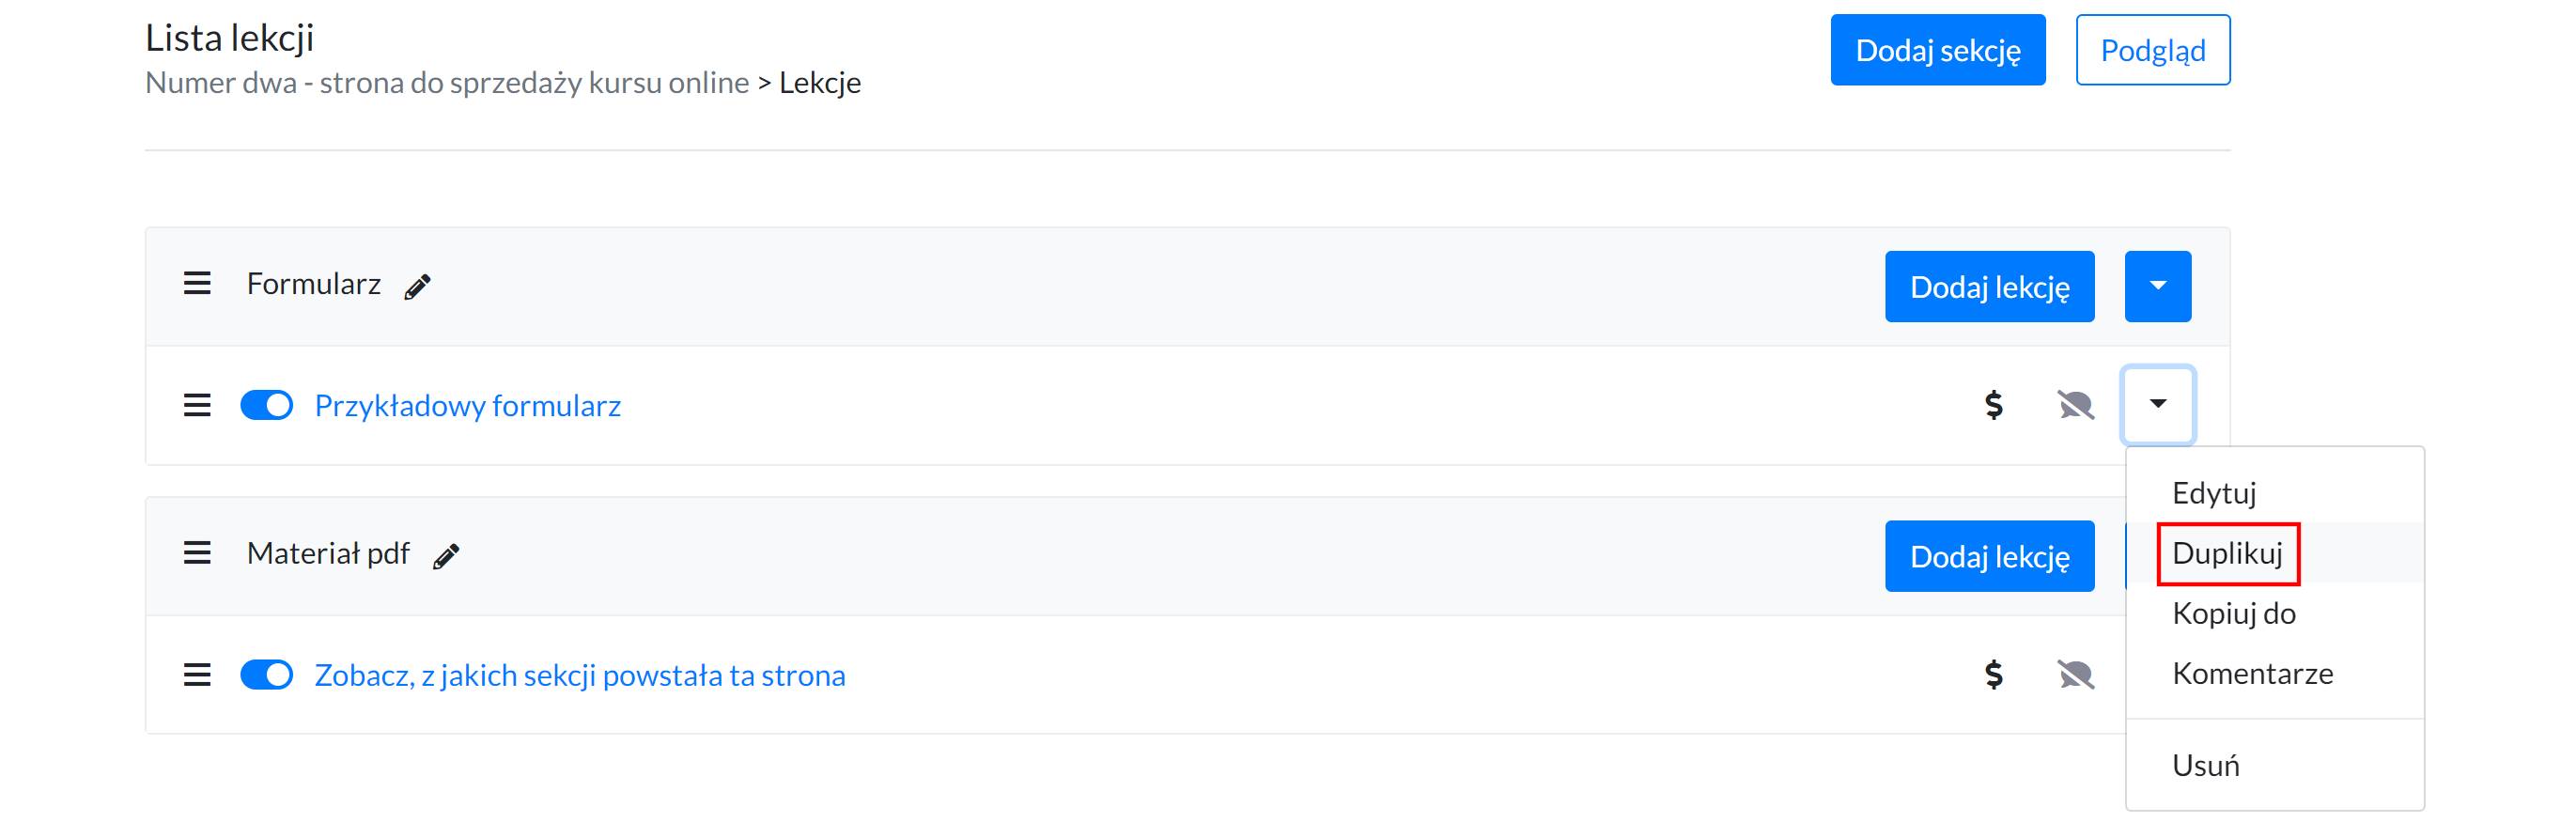 Lista lekcji
Numer dwa - strona do sprzedaży kursu online > Lekcje
Dodaj sekcję
Podgląd
Formularz
Dodaj lekcję
Przykładowy formularz
$
Materiał pdf
Dodaj lekcję
Zobacz, z jakich sekcji powstała ta strona
$
Edytuj
Duplikuj
Kopiuj do
Komentarze
Usuń